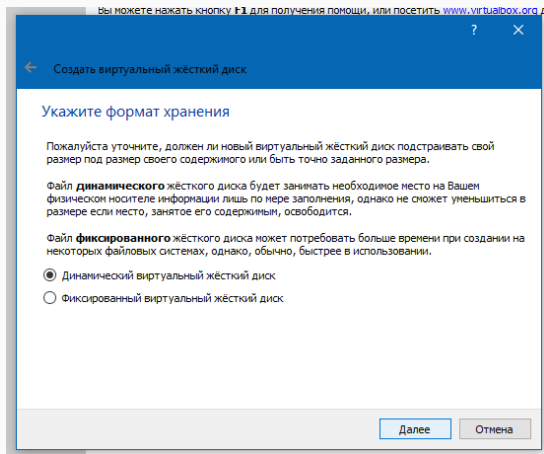 Вы можете нажать кнопку F1 для получения помощи, или посетить www.virtualbox.org
?
Создать виртуальный жёсткий диск
Укажите формат хранения
Пожалуйста уточните, должен ли новый виртуальный жёсткий диск подстраивать свой
размер под размер своего содержимого или быть точно заданного размера.
Файл динамического жёсткого диска будет занимать необходимое место на Вашем
физическом носителе информации лишь по мере заполнения, однако не сможет уменьшиться в
размере если место, занятое его содержимым, освободится.
Файл фиксированного жёсткого диска может потребовать больше времени при создании на
некоторых файловых системах, однако, обычно, быстрее в использовании.
Динамический виртуальный жёсткий диск
Фиксированный виртуальный жёсткий диск
Далее Отмена